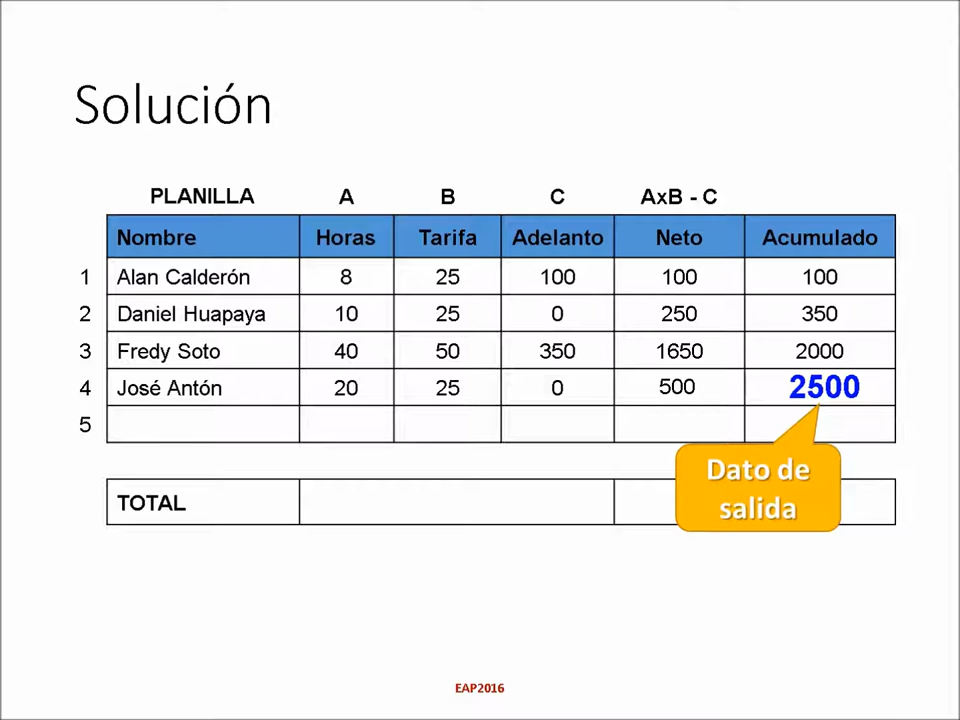 Solución
PLANILLA A B C AxB - C
Nombre Horas Tarifa Adelanto Neto Acumulado
1 Alan Calderón 8 25 100 100 100
2 Daniel Huapaya 10 25 0 250 350
3 Fredy Soto 40 50 350 1650 2000
4 José Antón 20 25 0 500 2500
5
Dato de
salida
TOTAL
EAP2016